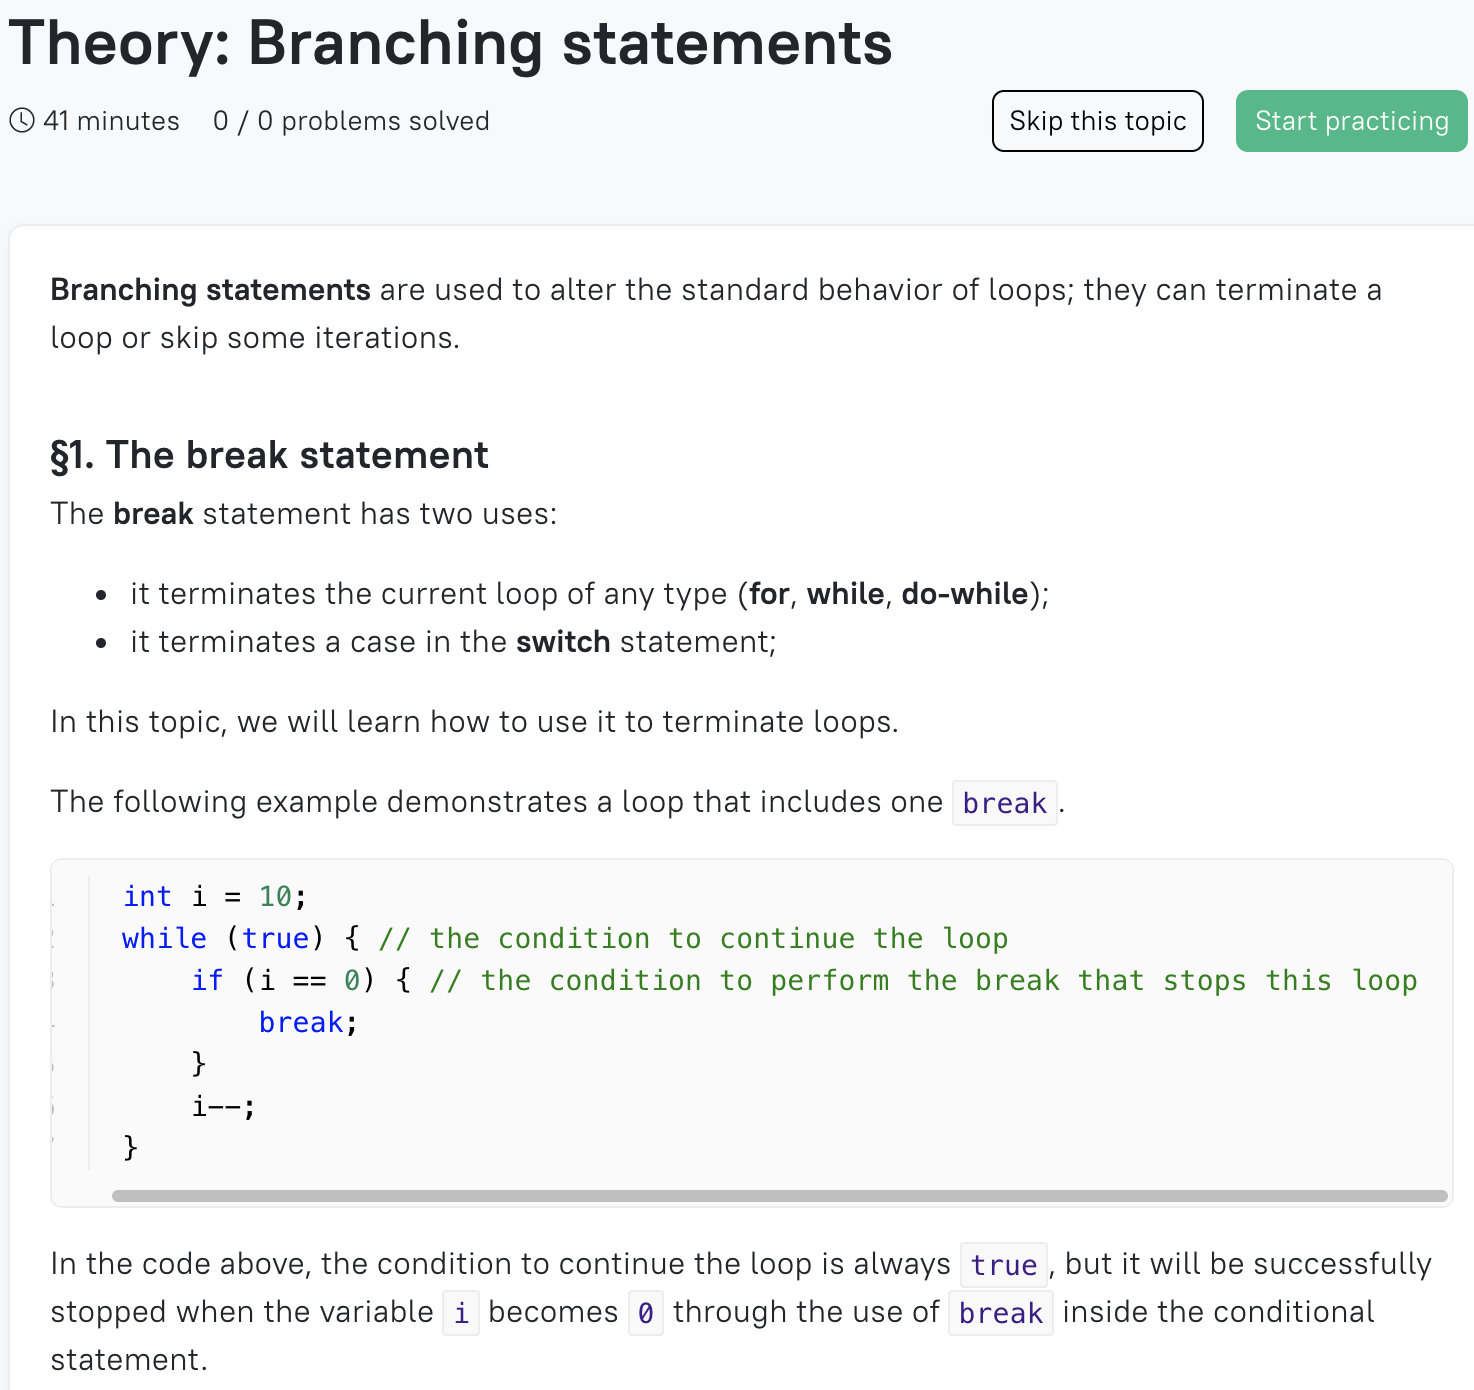 Theory: Branching statements
41 minutes 0 / 0 problems solved
Skip this topic
Start practicing
Branching statements are used to alter the standard behavior of loops; they can terminate a
loop or skip some iterations.
§1. The break statement
The break statement has two uses:
• it terminates the current loop of any type (for, while, do-while);
• it terminates a case in the switch statement;
In this topic, we will learn how to use it to terminate loops.
The following example demonstrates a loop that includes one break.
int i = 10;
while (true) { // the condition to continue the loop
    if (i == 0) { // the condition to perform the break that stops this loop
        break;
    }
    i--;
}
In the code above, the condition to continue the loop is always true, but it will be successfully
stopped when the variable i becomes 0 through the use of break inside the conditional
statement.